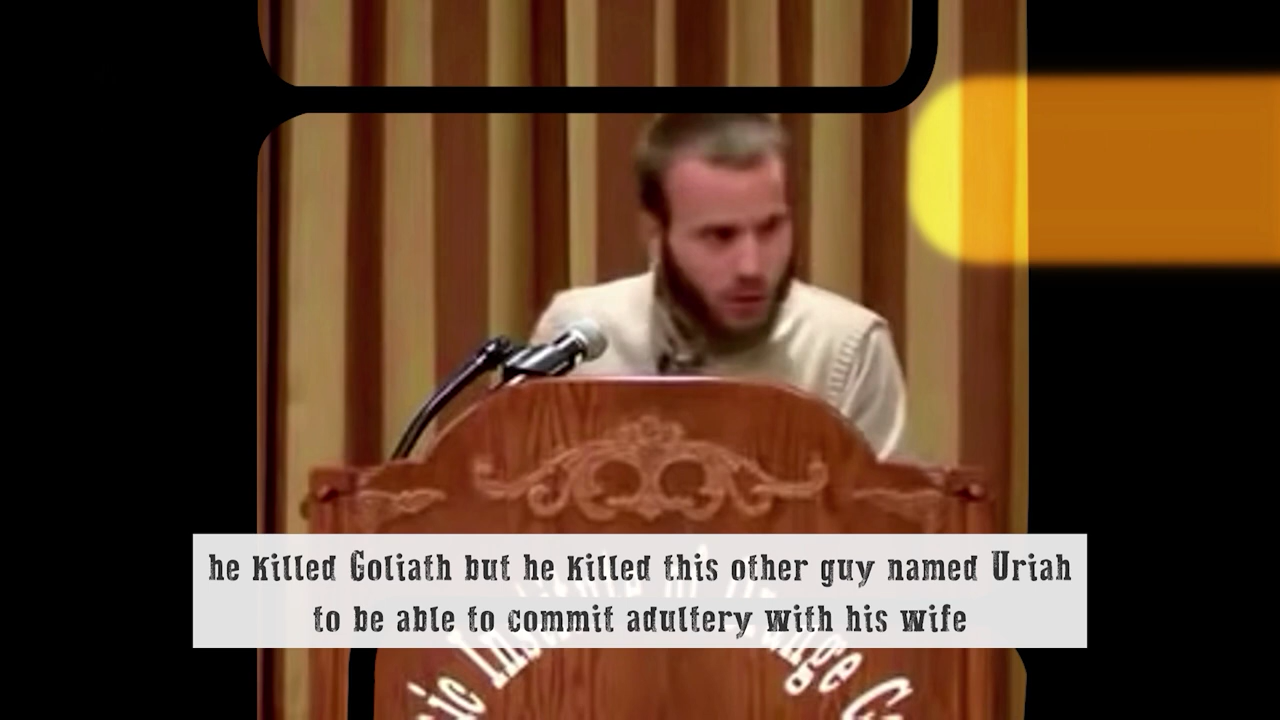 he killed Goliath but he killed this other guy named Uriah
to be able to commit adultery with his wife